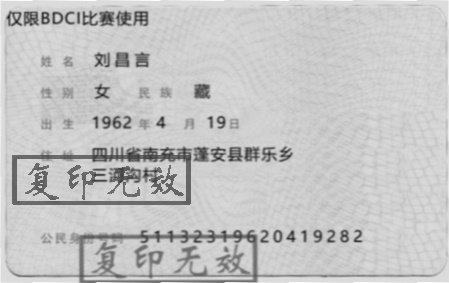 仅限BDCI比赛使用
姓名 刘昌言
性别 女 民族 藏
出生 1962 年 4 月 19 日
住址 四川省南充市蓬安县群乐乡
三沟村
复印无效
公民身份号码 51132319620419282
复印无效